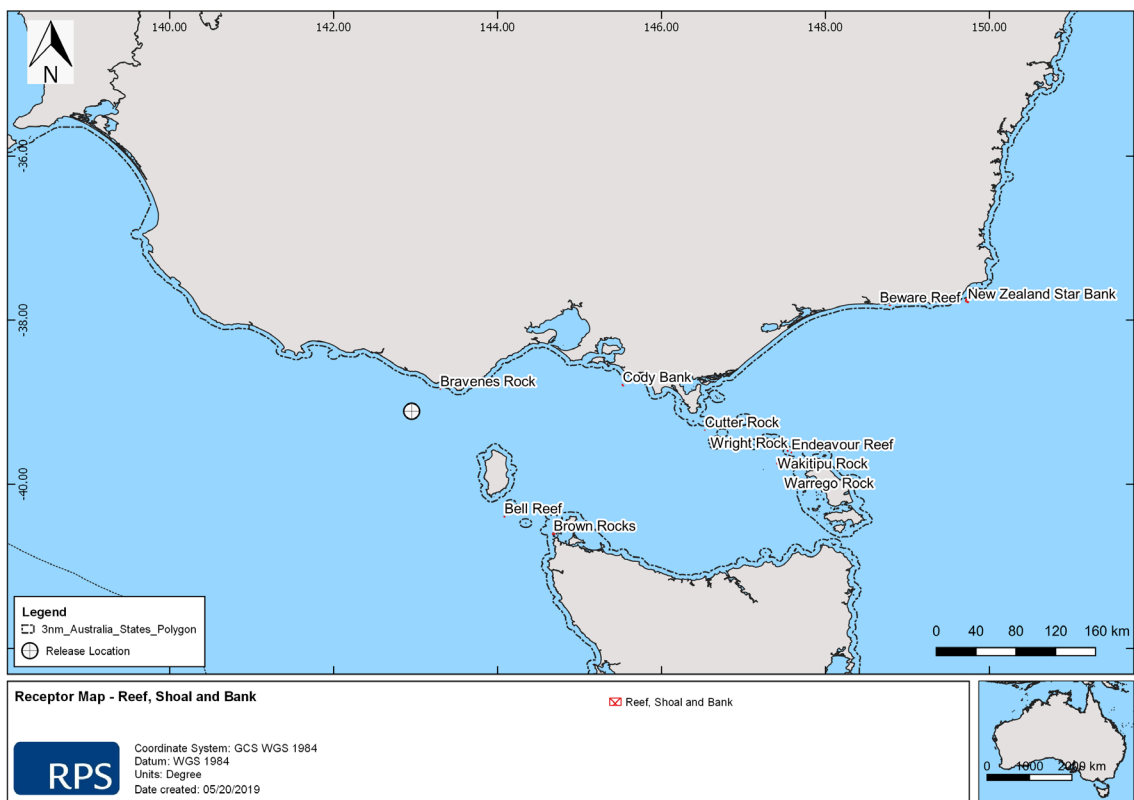 140.00 142.00 144.00 146.00 148.00 150.00
N
-36.00
-38.00
-40.00
Beware Reef New Zealand Star Bank
Bravenes Rock
Cody Bank
Cutter Rock
Wright Rock Endeavour Reef
Wakitipu Rock
Warrego Rock
Bell Reef
Brown Rocks
Legend
3nm_Australia_States_Polygon
Release Location
0 40 80 120 160 km
Receptor Map - Reef, Shoal and Bank
Reef, Shoal and Bank
RPS
Coordinate System: GCS WGS 1984
Datum: WGS 1984
Units: Degree
Date created: 05/20/2019
0 1000 2000 km